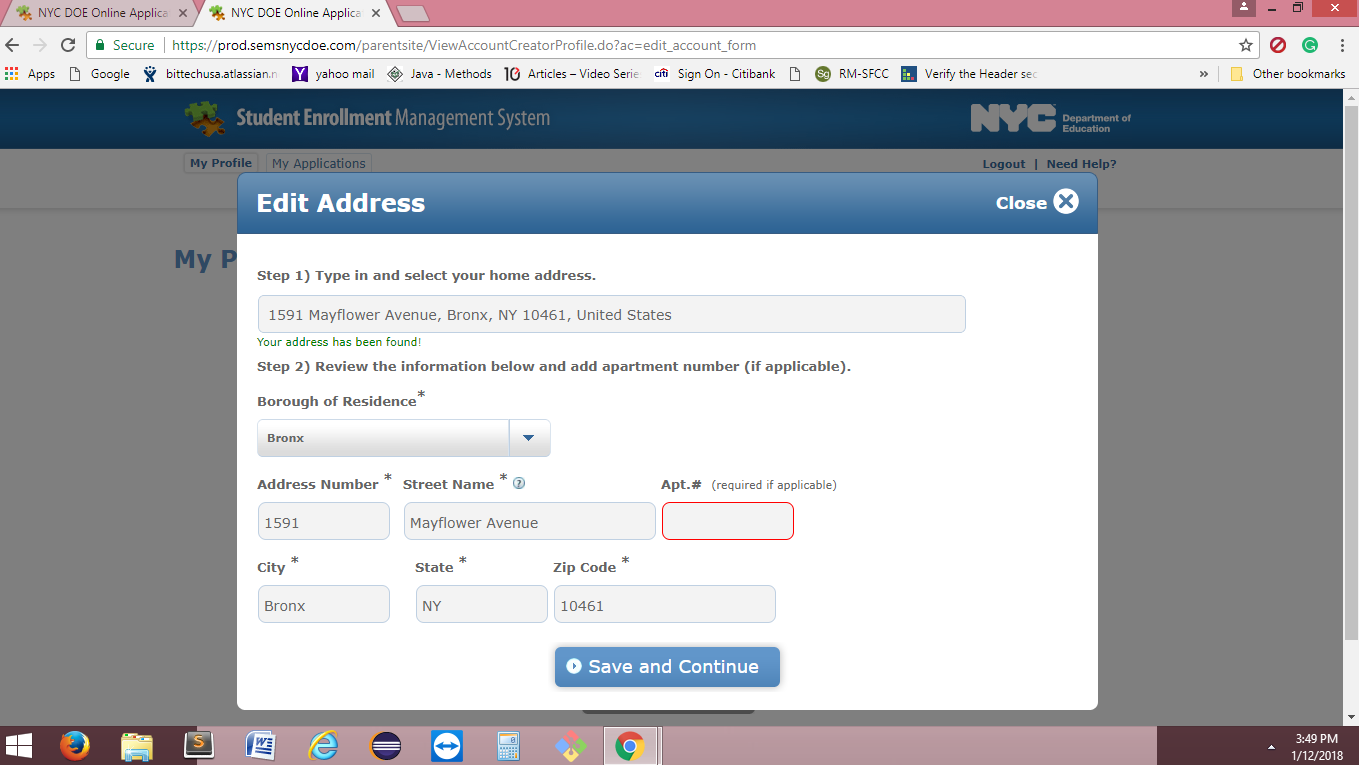 NYC DOE Online Applica
NYC DOE Online Applica
Secure
https://prod.semsnycdoe.com/parentsite/ViewAccountCreatorProfile.do?ac=edit_account_form
Apps Google bittechusa.atlassian.n yahoo mail Java - Methods 10 Articles – Video Serie citi Sign On - Citibank Sg RM-SFCC Verify the Header sec » Other bookmarks
Student Enrollment Management System
NYC Department of
Education
My Profile My Applications
Logout | Need Help?
My P
Edit Address
Close
Step 1) Type in and select your home address.
1591 Mayflower Avenue, Bronx, NY 10461, United States
Your address has been found!
Step 2) Review the information below and add apartment number (if applicable).
Borough of Residence*
Bronx
Address Number * Street Name * ? Apt.# (required if applicable)
1591 Mayflower Avenue
City * State * Zip Code *
Bronx NY 10461
Save and Continue
3:49 PM
1/12/2018